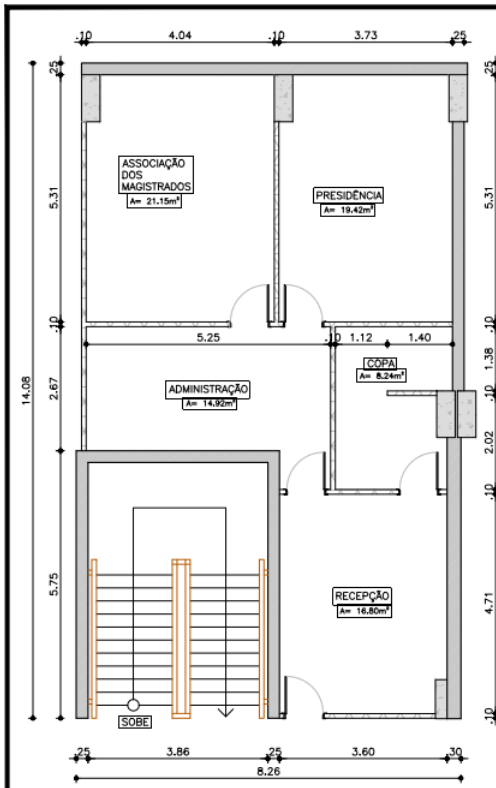 .10 4.04 .10 3.73 .25
.25
.25
ASSOCIAÇÃO
DOS
MAGISTRADOS
A= 21.15m²
PRESIDÊNCIA
A= 19.42m²
5.31
5.31
.10
.10
5.25 .10 1.12 1.40
1.38
COPA
A= 8.24m²
14.08
2.67
ADMINISTRAÇÃO
A= 14.92m²
.10
2.02
.10
5.75
RECEPÇÃO
A= 16.80m²
4.71
SOBE
.10
.25 3.86 .25 3.60 .30
8.26